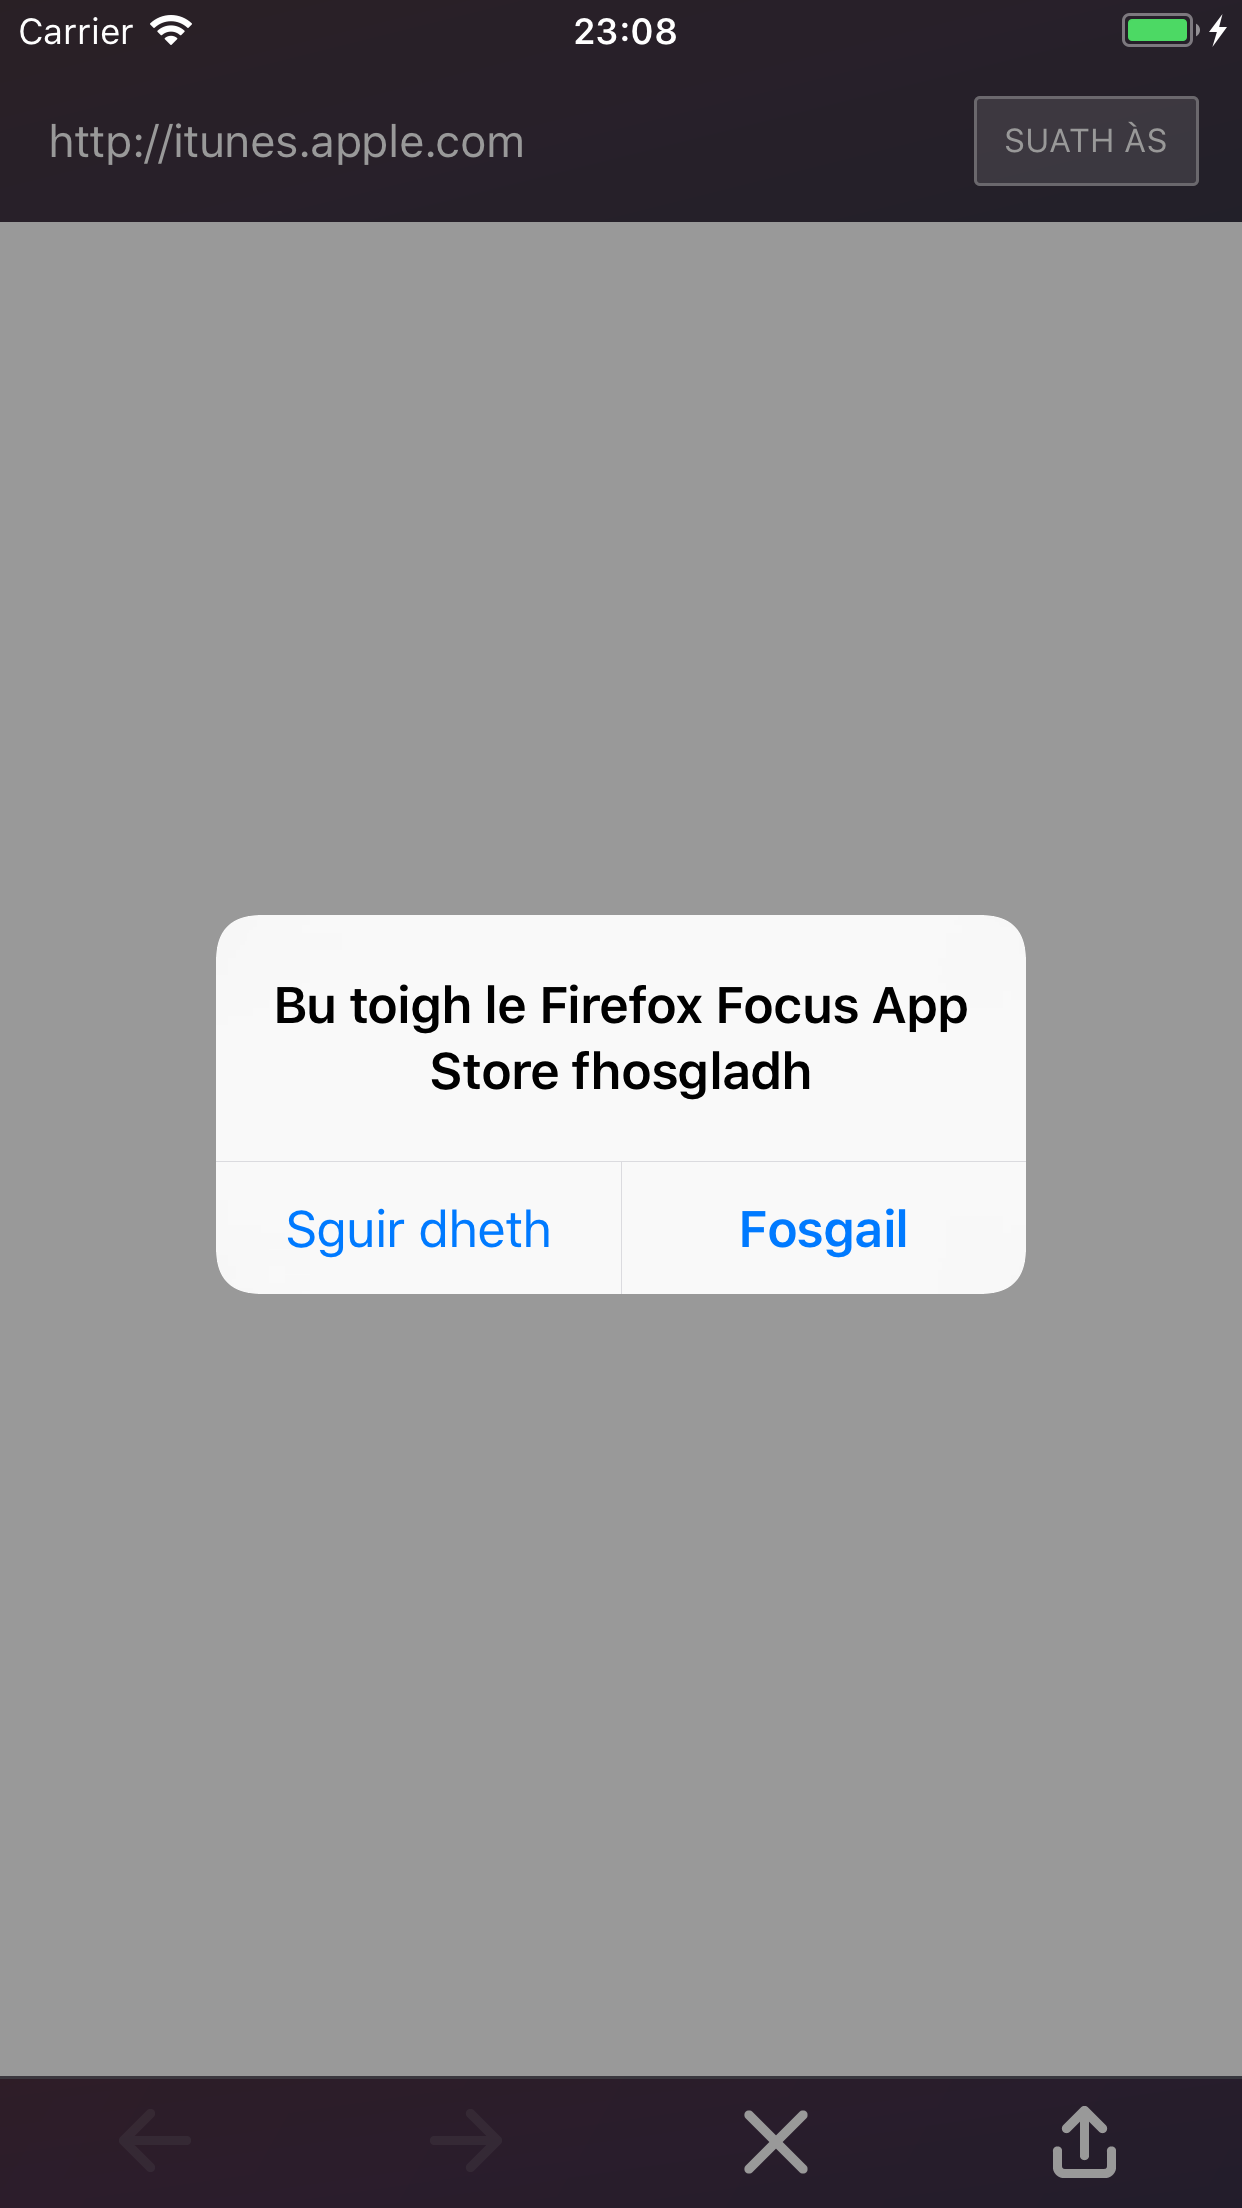 Carrier 23:08
http://itunes.apple.com SUATH ÀS
Bu toigh le Firefox Focus App
Store fhosgladh
Sguir dheth Fosgail